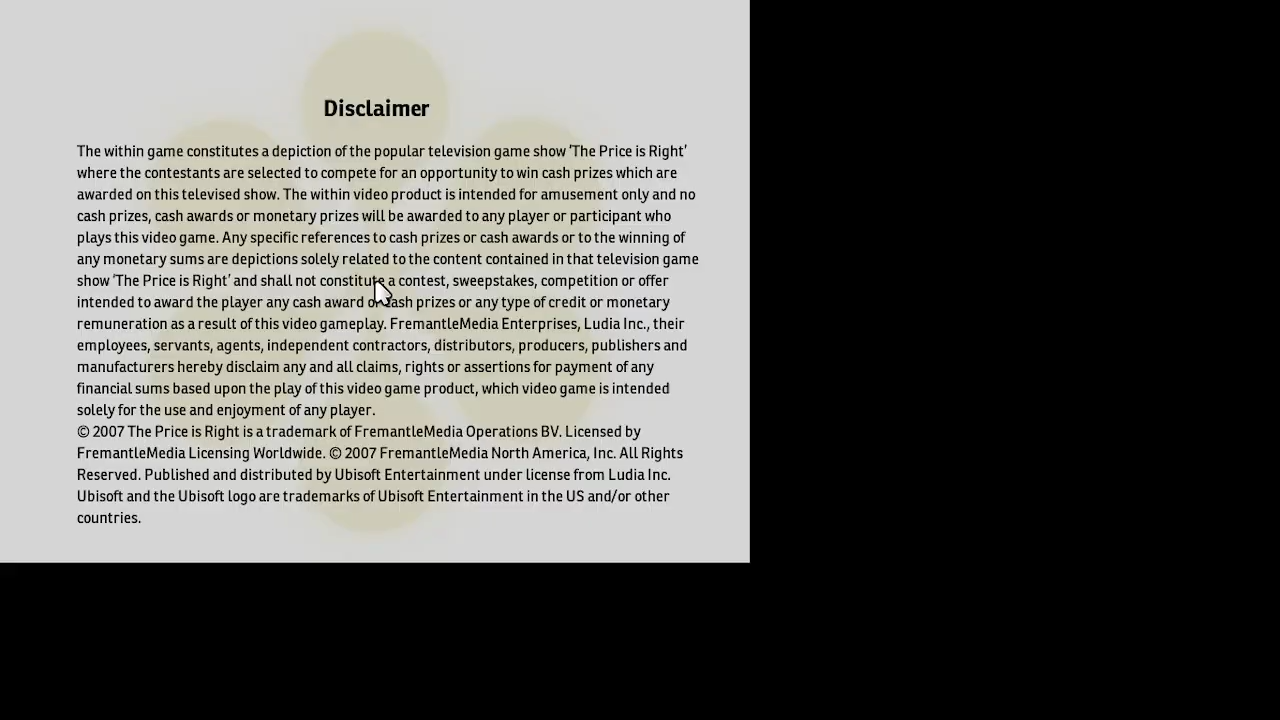 Disclaimer
The within game constitutes a depiction of the popular television game show 'The Price is Right'
where the contestants are selected to compete for an opportunity to win cash prizes which are
awarded on this televised show. The within video product is intended for amusement only and no
cash prizes, cash awards or monetary prizes will be awarded to any player or participant who
plays this video game. Any specific references to cash prizes or cash awards or to the winning of
any monetary sums are depictions solely related to the content contained in that television game
show 'The Price is Right' and shall not constitute a contest, sweepstakes, competition or offer
intended to award the player any cash award or cash prizes or any type of credit or monetary
remuneration as a result of this video gameplay. FremantleMedia Enterprises, Ludia Inc., their
employees, servants, agents, independent contractors, distributors, producers, publishers and
manufacturers hereby disclaim any and all claims, rights or assertions for payment of any
financial sums based upon the play of this video game product, which video game is intended
solely for the use and enjoyment of any player.
© 2007 The Price is Right is a trademark of FremantleMedia Operations BV. Licensed by
FremantleMedia Licensing Worldwide. © 2007 FremantleMedia North America, Inc. All Rights
Reserved. Published and distributed by Ubisoft Entertainment under license from Ludia Inc.
Ubisoft and the Ubisoft logo are trademarks of Ubisoft Entertainment in the US and/or other
countries.